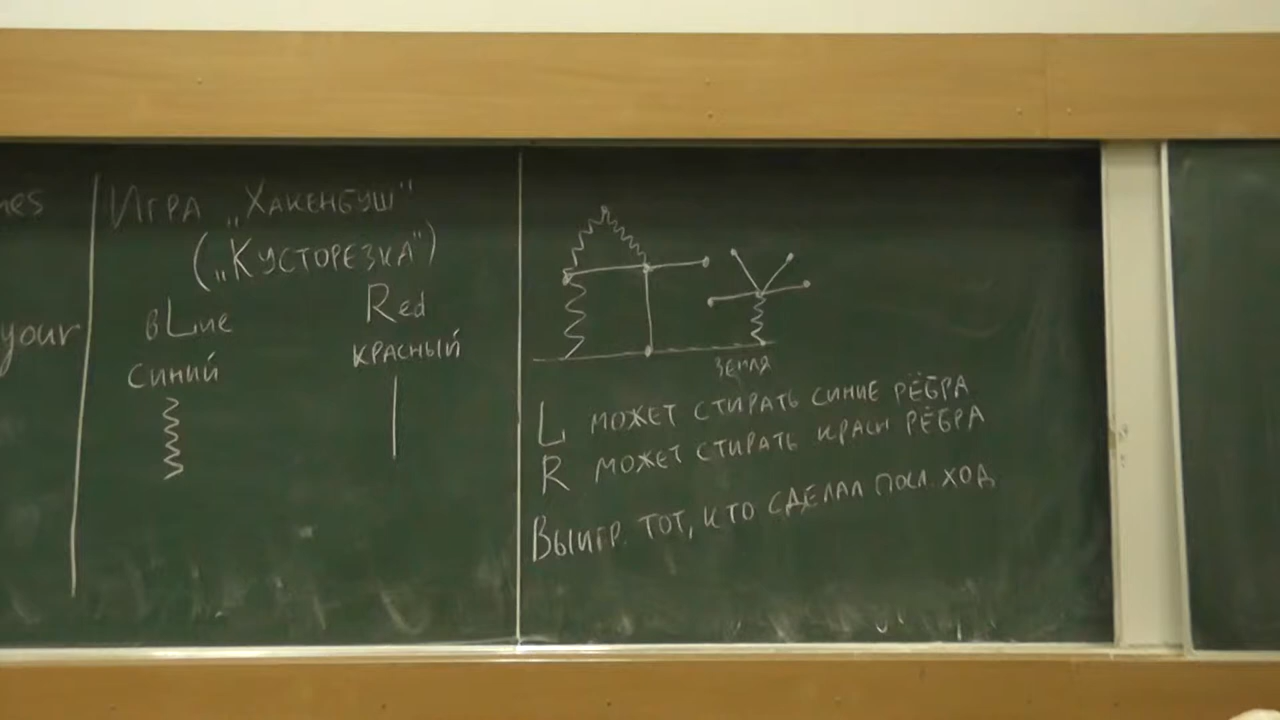 your
Игра „Хакенбуш"
(„Кусторезка")
bLue
синий
Red
красный
земля
L может стирать синие рёбра
R может стирать красн рёбра
Выигр. тот, кто сделал посл. ход